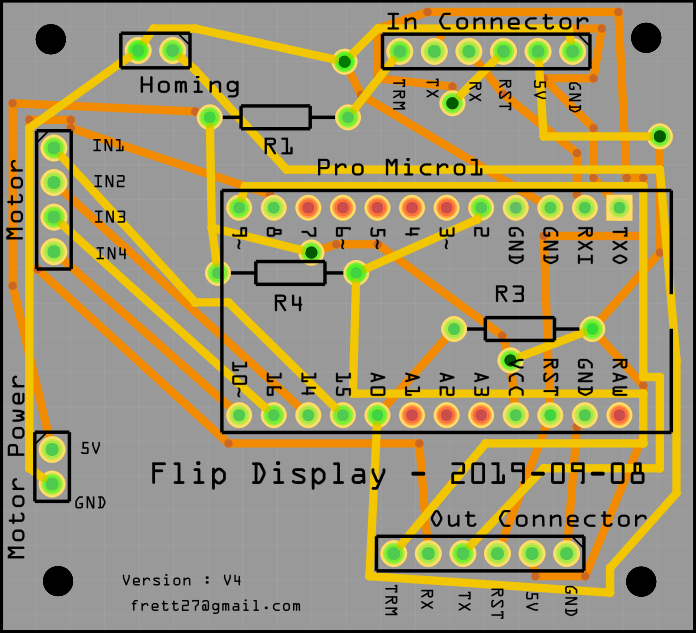 In Connector
TRM
TX
RX
RST
5V
GND
Homing
R1
Motor
IN1
IN2
IN3
IN4
Pro Micro1
9~
8
7
6~
5~
4
3~
2
GND
GND
RXI
TXO
R4
R3
10~
16
14
15
A0
A1
A2
A3
VCC
RST
GND
RAW
Motor Power
5V
GND
Flip Display - 2019-09-08
Out Connector
TRM
RX
TX
RST
5V
GND
Version : V4
frett27@gmail.com